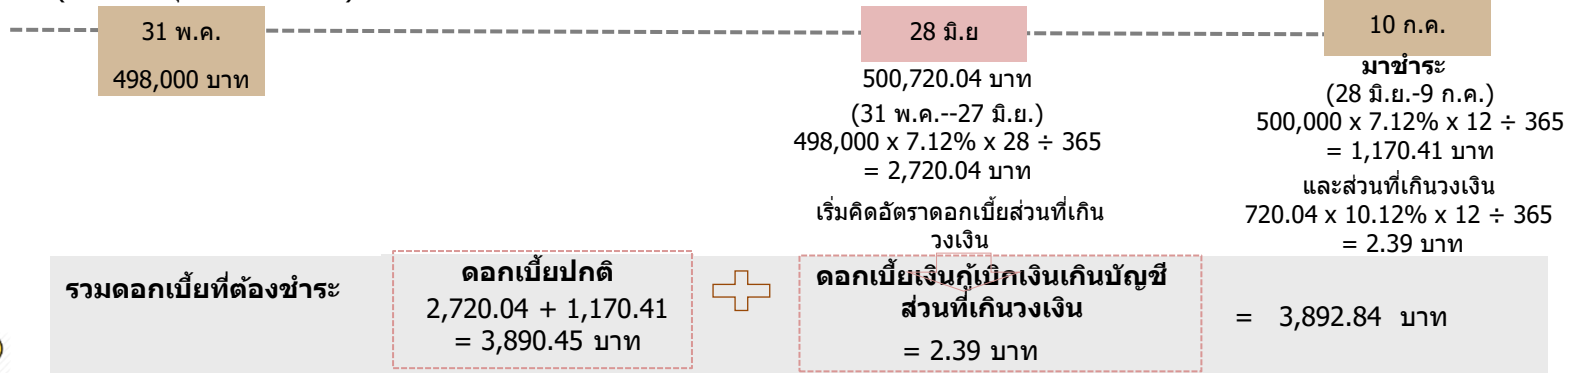 31 พ.ค.
498,000 บาท
28 มิ.ย
500,720.04 บาท
(31 พ.ค.--27 มิ.ย.)
498,000 x 7.12% x 28 ÷ 365
= 2,720.04 บาท
เริ่มคิดอัตราดอกเบี้ยส่วนที่เกิน
วงเงิน
10 ก.ค.
มาชำระ
(28 มิ.ย.-9 ก.ค.)
500,000 x 7.12% x 12 ÷ 365
= 1,170.41 บาท
และส่วนที่เกินวงเงิน
720.04 x 10.12% x 12 ÷ 365
= 2.39 บาท
รวมดอกเบี้ยที่ต้องชำระ
ดอกเบี้ยปกติ
2,720.04 + 1,170.41
= 3,890.45 บาท
ดอกเบี้ยเงินกู้เบิกเงินเกินบัญชี
ส่วนที่เกินวงเงิน
= 2.39 บาท
= 3,892.84 บาท